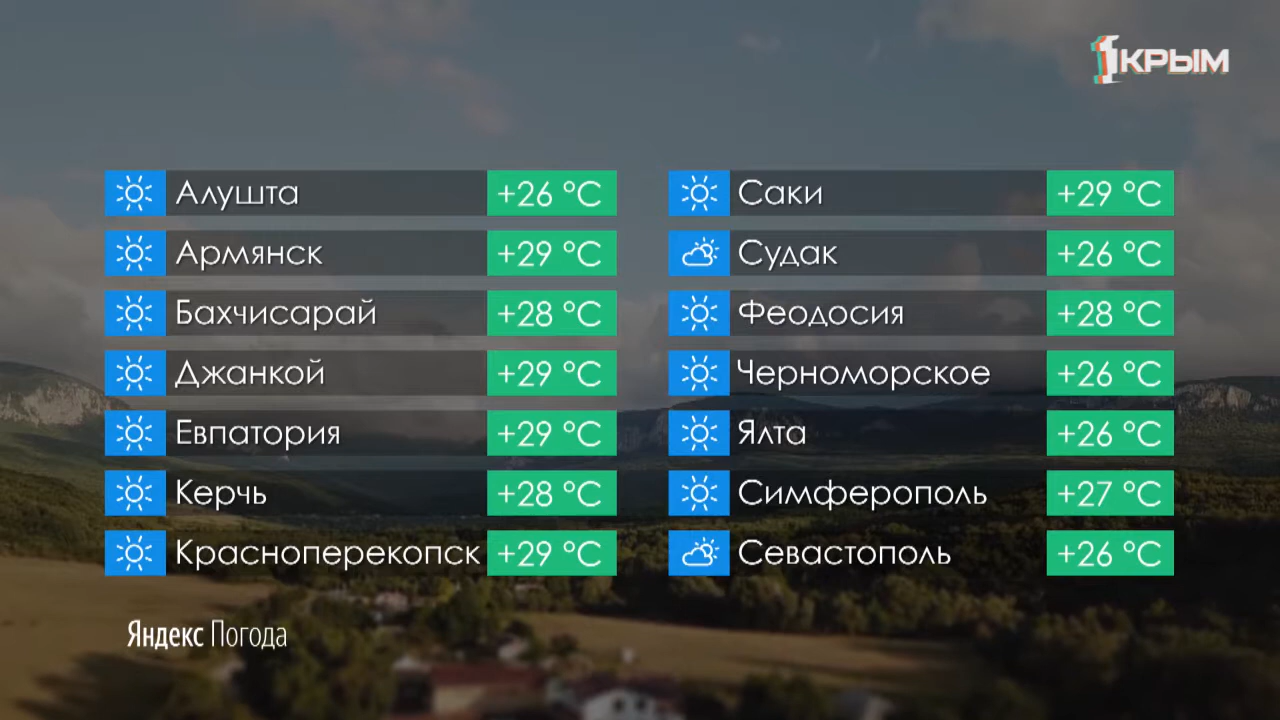 1КРЫМ
Алушта +26 °C
Армянск +29 °C
Бахчисарай +28 °C
Джанкой +29 °C
Евпатория +29 °C
Керчь +28 °C
Красноперекопск +29 °C
Саки +29 °C
Судак +26 °C
Феодосия +28 °C
Черноморское +26 °C
Ялта +26 °C
Симферополь +27 °C
Севастополь +26 °C
Яндекс Погода